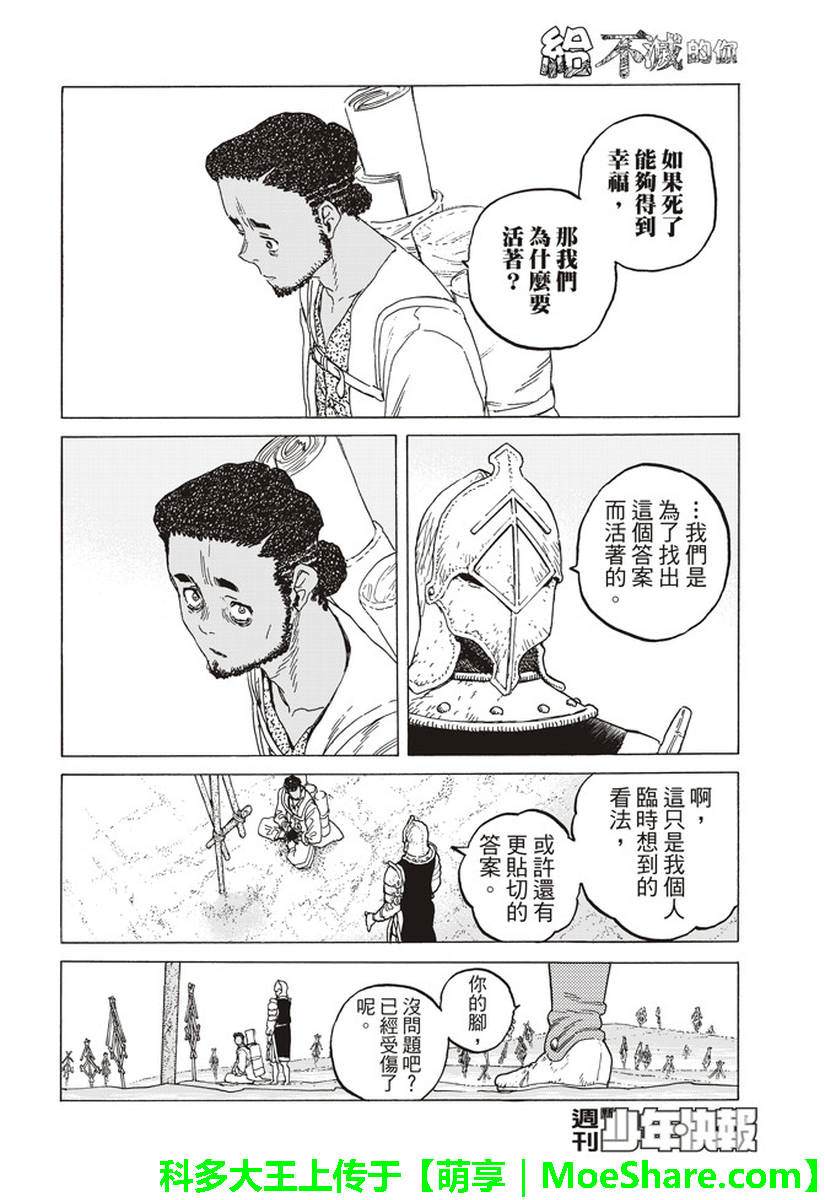 給不滅的你
如果死了
能夠得到
幸福，
那我們
為什麼要
活著？
…我們是
為了找出
這個答案
而活著的。
啊，
這只是我個人
臨時想到的
看法，
或許還有
更貼切的
答案。
你的腳，
沒問題吧？
已經受傷了
呢。
週刊
少年快報
科多大王上传于【萌享 | MoeShare.com】